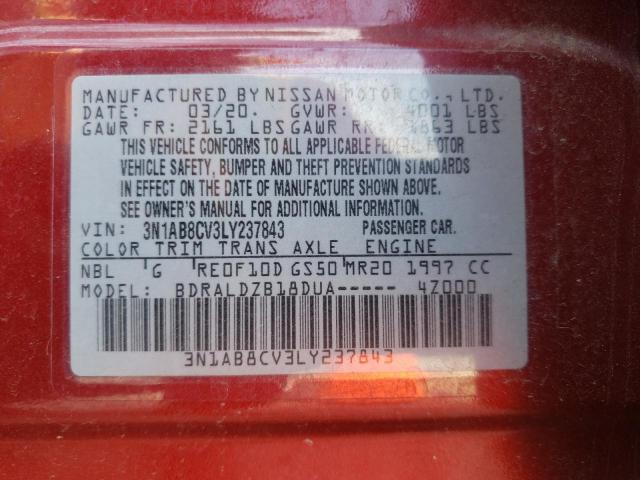 MANUFACTURED BY NISSAN MOTOR CO., LTD.
DATE: 03/20. GVWR: 4001 LBS
GAWR FR: 2161 LBS GAWR RR: 1863 LBS
THIS VEHICLE CONFORMS TO ALL APPLICABLE FEDERAL MOTOR
VEHICLE SAFETY, BUMPER AND THEFT PREVENTION STANDARDS
IN EFFECT ON THE DATE OF MANUFACTURE SHOWN ABOVE.
SEE OWNER'S MANUAL FOR ADDITIONAL INFORMATION.
VIN: 3N1AB8CV3LY237843 PASSENGER CAR.
COLOR TRIM TRANS AXLE ENGINE
NBL G RE0F10D GS50 MR20 1997 CC
MODEL: BDRALDZB18DUA----- 4Z000
3N1AB8CV3LY237843